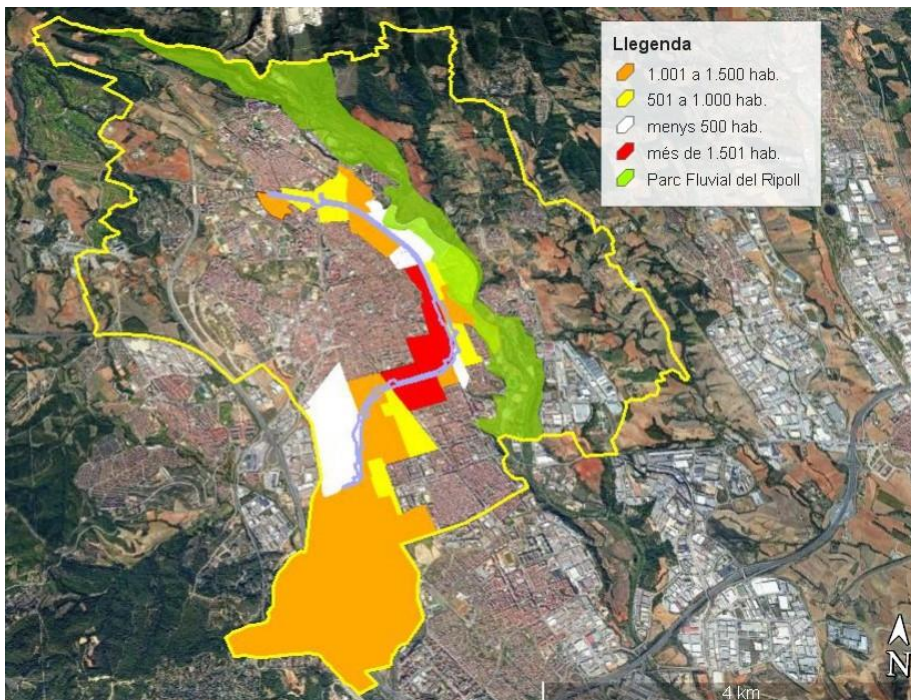 Llegenda
1.001 a 1.500 hab.
501 a 1.000 hab.
menys 500 hab.
més de 1.501 hab.
Parc Fluvial del Ripoll
N
4 km